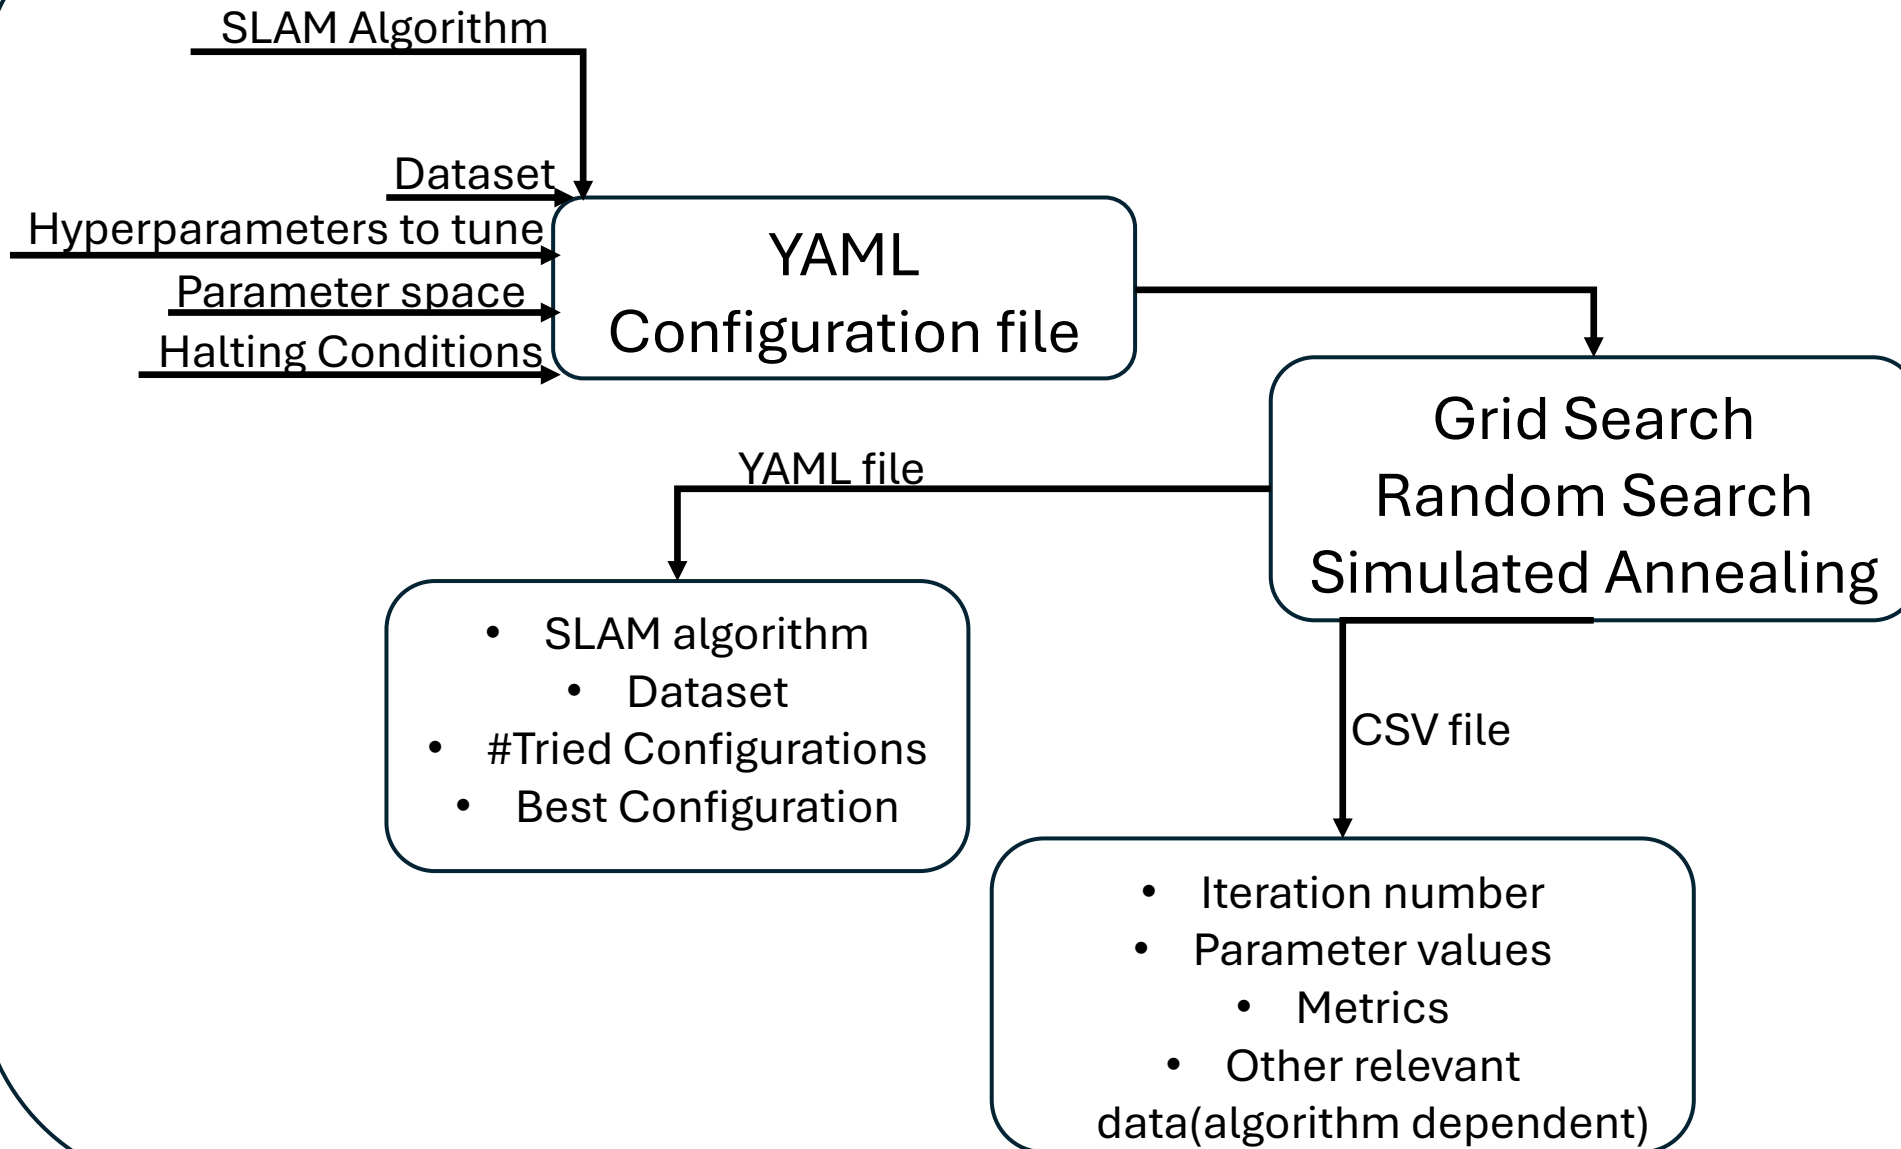 SLAM Algorithm
Dataset
Hyperparameters to tune
Parameter space
Halting Conditions
YAML
Configuration file
Grid Search
Random Search
Simulated Annealing
YAML file
• SLAM algorithm
• Dataset
• #Tried Configurations
• Best Configuration
CSV file
• Iteration number
• Parameter values
• Metrics
• Other relevant
data(algorithm dependent)